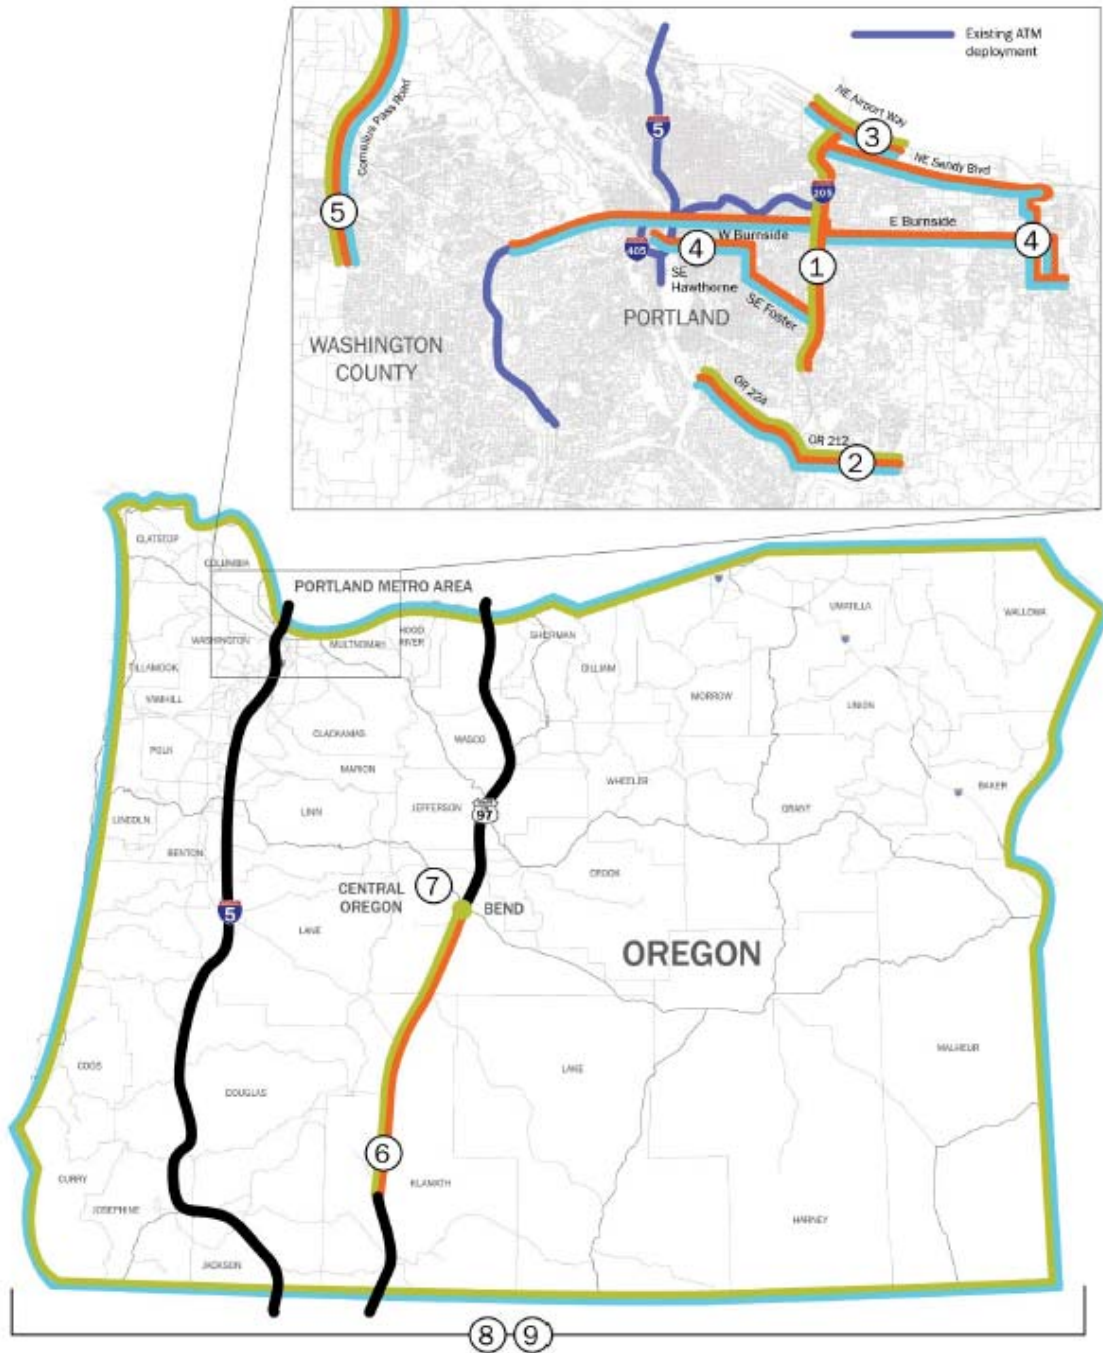 Existing ATM
deployment
Cornelius Pass Road
NE Airport Way
3
5
NE Sandy Blvd
205
5
E Burnside
W Burnside
4
4
405
1
SE
Hawthorne
SE Foster
PORTLAND
WASHINGTON
COUNTY
OR 224
OR 212
2
CLATSTOP
COLUMBIA
PORTLAND METRO AREA
UMATILLA
WALLOWA
WASHINGTON
MULTNOMAH
HOOD
RIVER
SHERMAN
TILLAMOOK
GILLIAM
YAMHILL
MORROW
UNION
CLACKAMAS
WASCO
POLK
MARION
WHEELER
BAKER
LINCOLN
LINN
JEFFERSON
97
GRANT
BENTON
CROOK
7
CENTRAL
OREGON
BEND
5
LANE
OREGON
MALHEUR
COOS
LAKE
DOUGLAS
6
CURRY
KLAMATH
JOSEPHINE
HARNEY
JACKSON
8 9